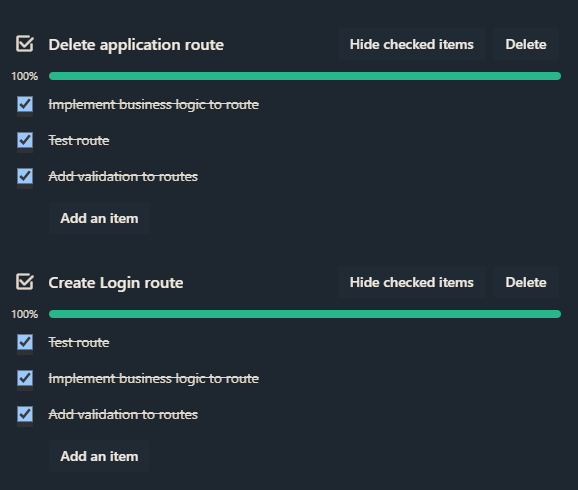 Delete application route Hide checked items Delete
100%
Implement business logic to route
Test route
Add validation to routes
Add an item
Create Login route Hide checked items Delete
100%
Test route
Implement business logic to route
Add validation to routes
Add an item